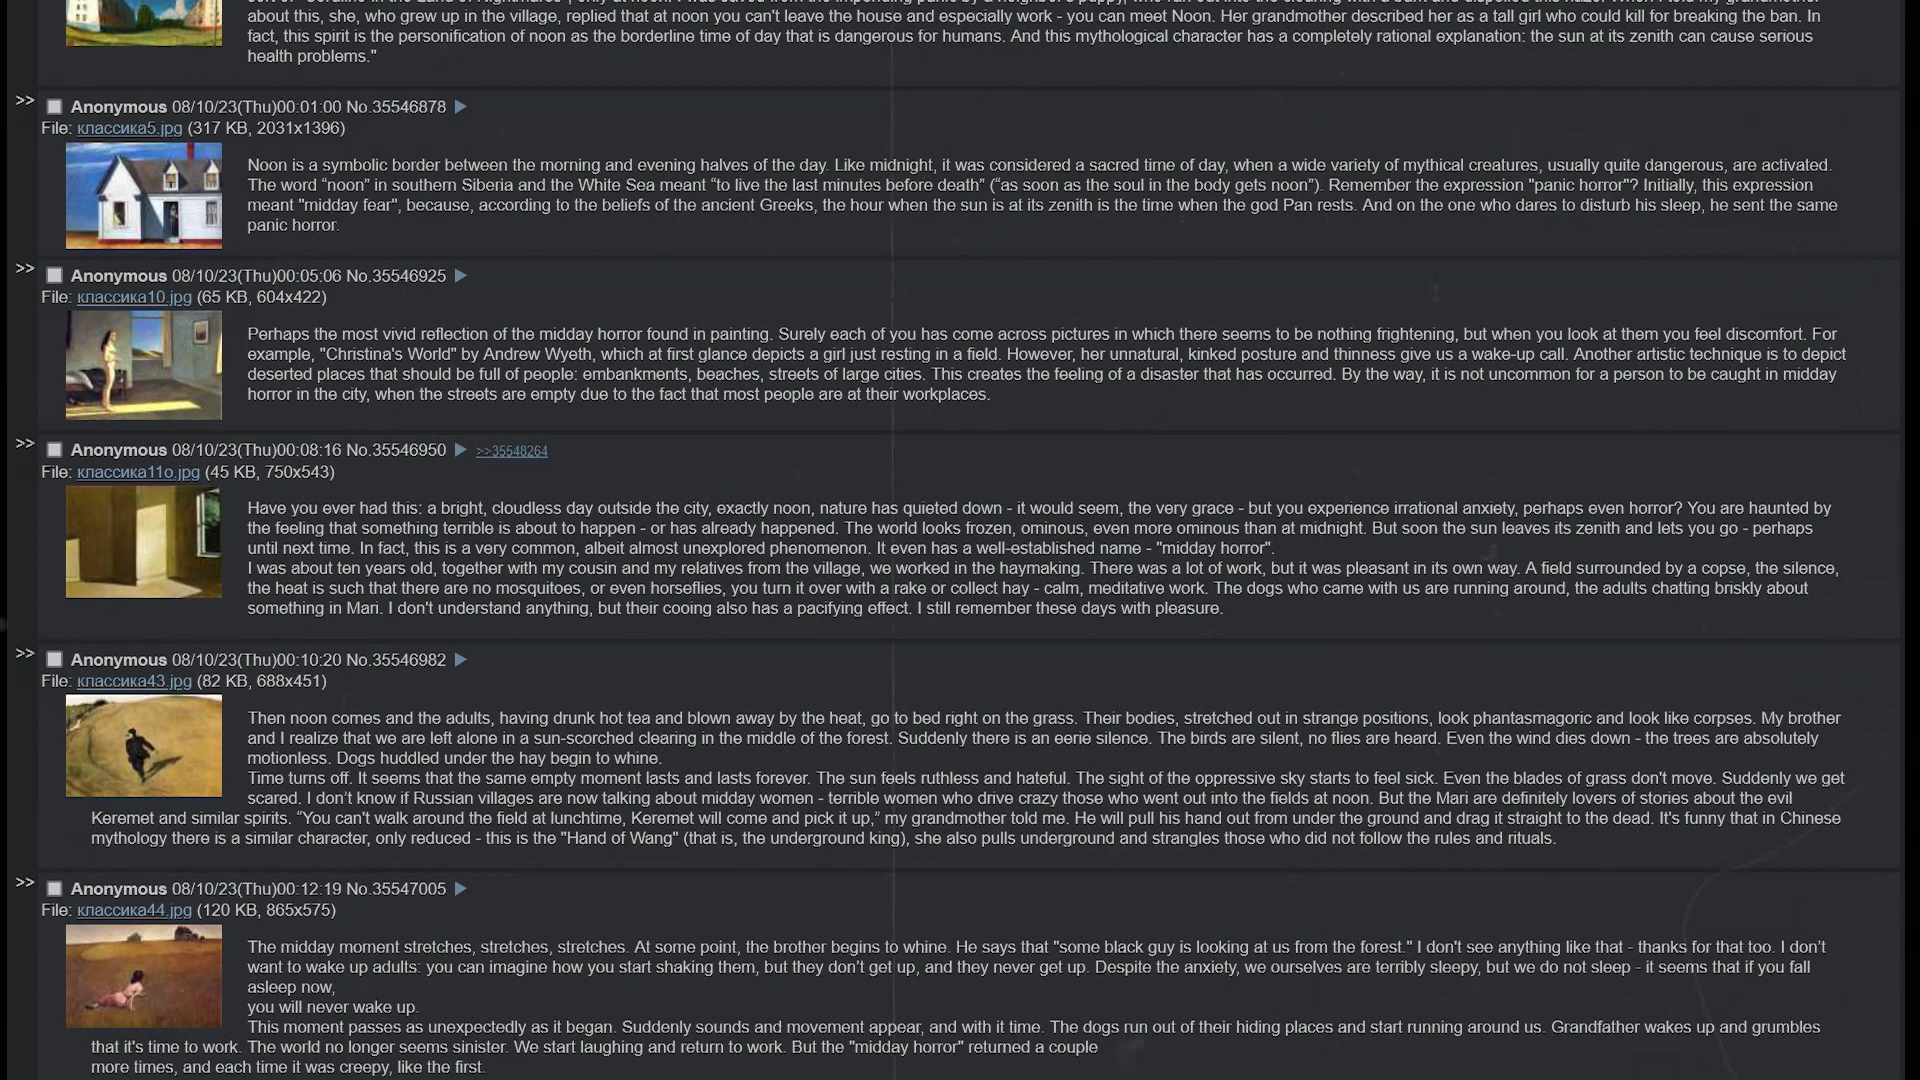 about this, she, who grew up in the village, replied that at noon you can't leave the house and especially work - you can meet Noon. Her grandmother described her as a tall girl who could kill for breaking the ban. In
fact, this spirit is the personification of noon as the borderline time of day that is dangerous for humans. And this mythological character has a completely rational explanation: the sun at its zenith can cause serious
health problems."
>> Anonymous 08/10/23(Thu)00:01:00 No.35546878
File: классика5.jpg (317 KB, 2031x1396)
Noon is a symbolic border between the morning and evening halves of the day. Like midnight, it was considered a sacred time of day, when a wide variety of mythical creatures, usually quite dangerous, are activated.
The word “noon” in southern Siberia and the White Sea meant “to live the last minutes before death” (“as soon as the soul in the body gets noon”). Remember the expression "panic horror"? Initially, this expression
meant "midday fear", because, according to the beliefs of the ancient Greeks, the hour when the sun is at its zenith is the time when the god Pan rests. And on the one who dares to disturb his sleep, he sent the same
panic horror.
>> Anonymous 08/10/23(Thu)00:05:06 No.35546925
File: классика10.jpg (65 KB, 604x422)
Perhaps the most vivid reflection of the midday horror found in painting. Surely each of you has come across pictures in which there seems to be nothing frightening, but when you look at them you feel discomfort. For
example, "Christina's World" by Andrew Wyeth, which at first glance depicts a girl just resting in a field. However, her unnatural, kinked posture and thinness give us a wake-up call. Another artistic technique is to depict
deserted places that should be full of people: embankments, beaches, streets of large cities. This creates the feeling of a disaster that has occurred. By the way, it is not uncommon for a person to be caught in midday
horror in the city, when the streets are empty due to the fact that most people are at their workplaces.
>> Anonymous 08/10/23(Thu)00:08:16 No.35546950 >>35548264
File: классика11o.jpg (45 KB, 750x543)
Have you ever had this: a bright, cloudless day outside the city, exactly noon, nature has quieted down - it would seem, the very grace - but you experience irrational anxiety, perhaps even horror? You are haunted by
the feeling that something terrible is about to happen - or has already happened. The world looks frozen, ominous, even more ominous than at midnight. But soon the sun leaves its zenith and lets you go - perhaps
until next time. In fact, this is a very common, albeit almost unexplored phenomenon. It even has a well-established name - "midday horror".
I was about ten years old, together with my cousin and my relatives from the village, we worked in the haymaking. There was a lot of work, but it was pleasant in its own way. A field surrounded by a copse, the silence,
the heat is such that there are no mosquitoes, or even horseflies, you turn it over with a rake or collect hay - calm, meditative work. The dogs who came with us are running around, the adults chatting briskly about
something in Mari. I don't understand anything, but their cooing also has a pacifying effect. I still remember these days with pleasure.
>> Anonymous 08/10/23(Thu)00:10:20 No.35546982
File: классика43.jpg (82 KB, 688x451)
Then noon comes and the adults, having drunk hot tea and blown away by the heat, go to bed right on the grass. Their bodies, stretched out in strange positions, look phantasmagoric and look like corpses. My brother
and I realize that we are left alone in a sun-scorched clearing in the middle of the forest. Suddenly there is an eerie silence. The birds are silent, no flies are heard. Even the wind dies down - the trees are absolutely
motionless. Dogs huddled under the hay begin to whine.
Time turns off. It seems that the same empty moment lasts and lasts forever. The sun feels ruthless and hateful. The sight of the oppressive sky starts to feel sick. Even the blades of grass don't move. Suddenly we get
scared. I don’t know if Russian villages are now talking about midday women - terrible women who drive crazy those who went out into the fields at noon. But the Mari are definitely lovers of stories about the evil
Keremet and similar spirits. “You can't walk around the field at lunchtime, Keremet will come and pick it up,” my grandmother told me. He will pull his hand out from under the ground and drag it straight to the dead. It's funny that in Chinese
mythology there is a similar character, only reduced - this is the "Hand of Wang" (that is, the underground king), she also pulls underground and strangles those who did not follow the rules and rituals.
>> Anonymous 08/10/23(Thu)00:12:19 No.35547005
File: классика44.jpg (120 KB, 865x575)
The midday moment stretches, stretches, stretches. At some point, the brother begins to whine. He says that "some black guy is looking at us from the forest." I don't see anything like that - thanks for that too. I don’t
want to wake up adults: you can imagine how you start shaking them, but they don’t get up, and they never get up. Despite the anxiety, we ourselves are terribly sleepy, but we do not sleep - it seems that if you fall
asleep now,
you will never wake up.
This moment passes as unexpectedly as it began. Suddenly sounds and movement appear, and with it time. The dogs run out of their hiding places and start running around us. Grandfather wakes up and grumbles
that it's time to work. The world no longer seems sinister. We start laughing and return to work. But the "midday horror" returned a couple
more times, and each time it was creepy, like the first.